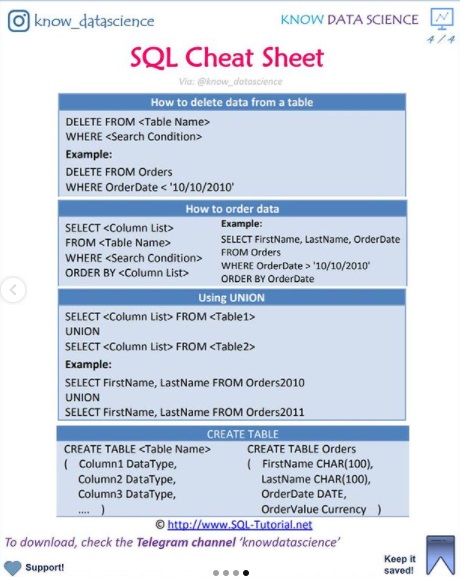 know_datascience
KNOW DATA SCIENCE
4 / 4
SQL Cheat Sheet
Via: @know_datascience
How to delete data from a table
DELETE FROM <Table Name>
WHERE <Search Condition>
Example:
DELETE FROM Orders
WHERE OrderDate < '10/10/2010'
How to order data
SELECT <Column List>
FROM <Table Name>
WHERE <Search Condition>
ORDER BY <Column List>
Example:
SELECT FirstName, LastName, OrderDate
FROM Orders
WHERE OrderDate > '10/10/2010'
ORDER BY OrderDate
Using UNION
SELECT <Column List> FROM <Table1>
UNION
SELECT <Column List> FROM <Table2>
Example:
SELECT FirstName, LastName FROM Orders2010
UNION
SELECT FirstName, LastName FROM Orders2011
CREATE TABLE
CREATE TABLE <Table Name>
( Column1 DataType,
Column2 DataType,
Column3 DataType,
.... )
CREATE TABLE Orders
( FirstName CHAR(100),
LastName CHAR(100),
OrderDate DATE,
OrderValue Currency )
© http://www.SQL-Tutorial.net
To download, check the Telegram channel 'knowdatascience'
Support!
Keep it
saved!